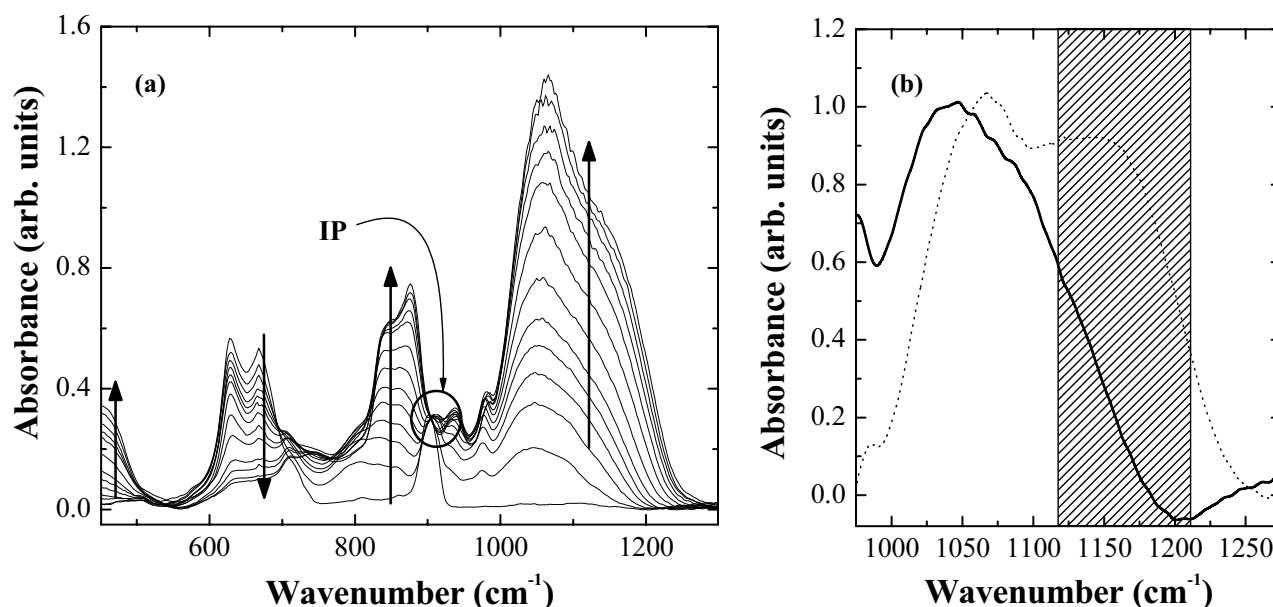 (a)
IP
Absorbance (arb. units)
1.6
1.2
0.8
0.4
0.0
600 800 1000 1200
Wavenumber (cm⁻¹)
(b)
Absorbance (arb. units)
1.2
1.0
0.8
0.6
0.4
0.2
0.0
1000 1050 1100 1150 1200 1250
Wavenumber (cm⁻¹)